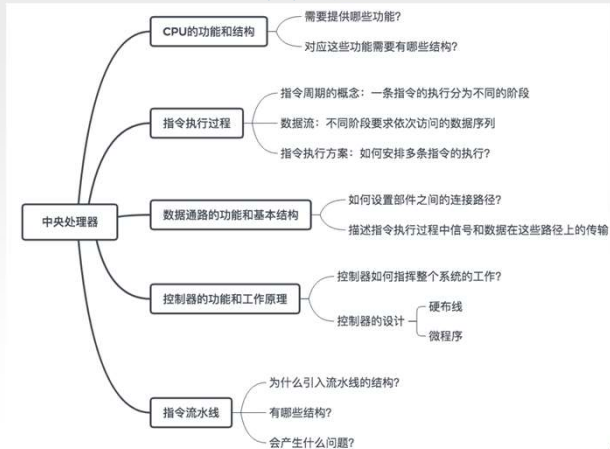 中央处理器
CPU的功能和结构
需要提供哪些功能？
对应这些功能需要有哪些结构？
指令执行过程
指令周期的概念：一条指令的执行分为不同的阶段
数据流：不同阶段要求依次访问的数据序列
指令执行方案：如何安排多条指令的执行？
数据通路的功能和基本结构
如何设置部件之间的连接路径？
描述指令执行过程中信号和数据在这些路径上的传输
控制器的功能和工作原理
控制器如何指挥整个系统的工作？
控制器的设计
硬布线
微程序
指令流水线
为什么引入流水线的结构？
有哪些结构？
会产生什么问题？